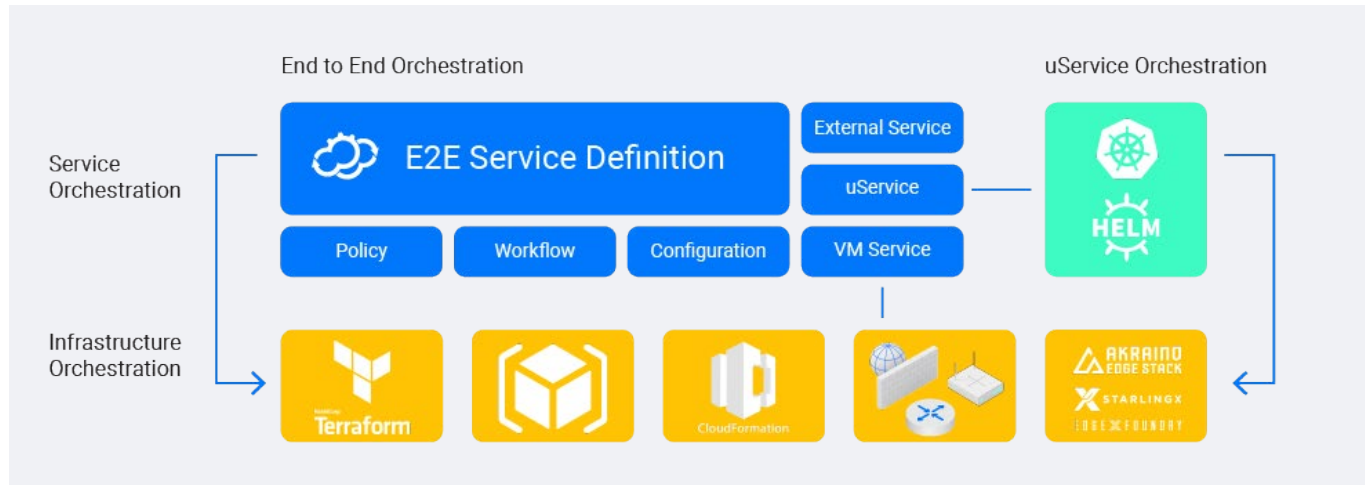 End to End Orchestration
uService Orchestration
Service
Orchestration
E2E Service Definition
External Service
uService
Policy
Workflow
Configuration
VM Service
HELM
Infrastructure
Orchestration
Terraform
CloudFormation
AKRAINO
EDGE STACK
STARLINGX
EDGE X FOUNDRY